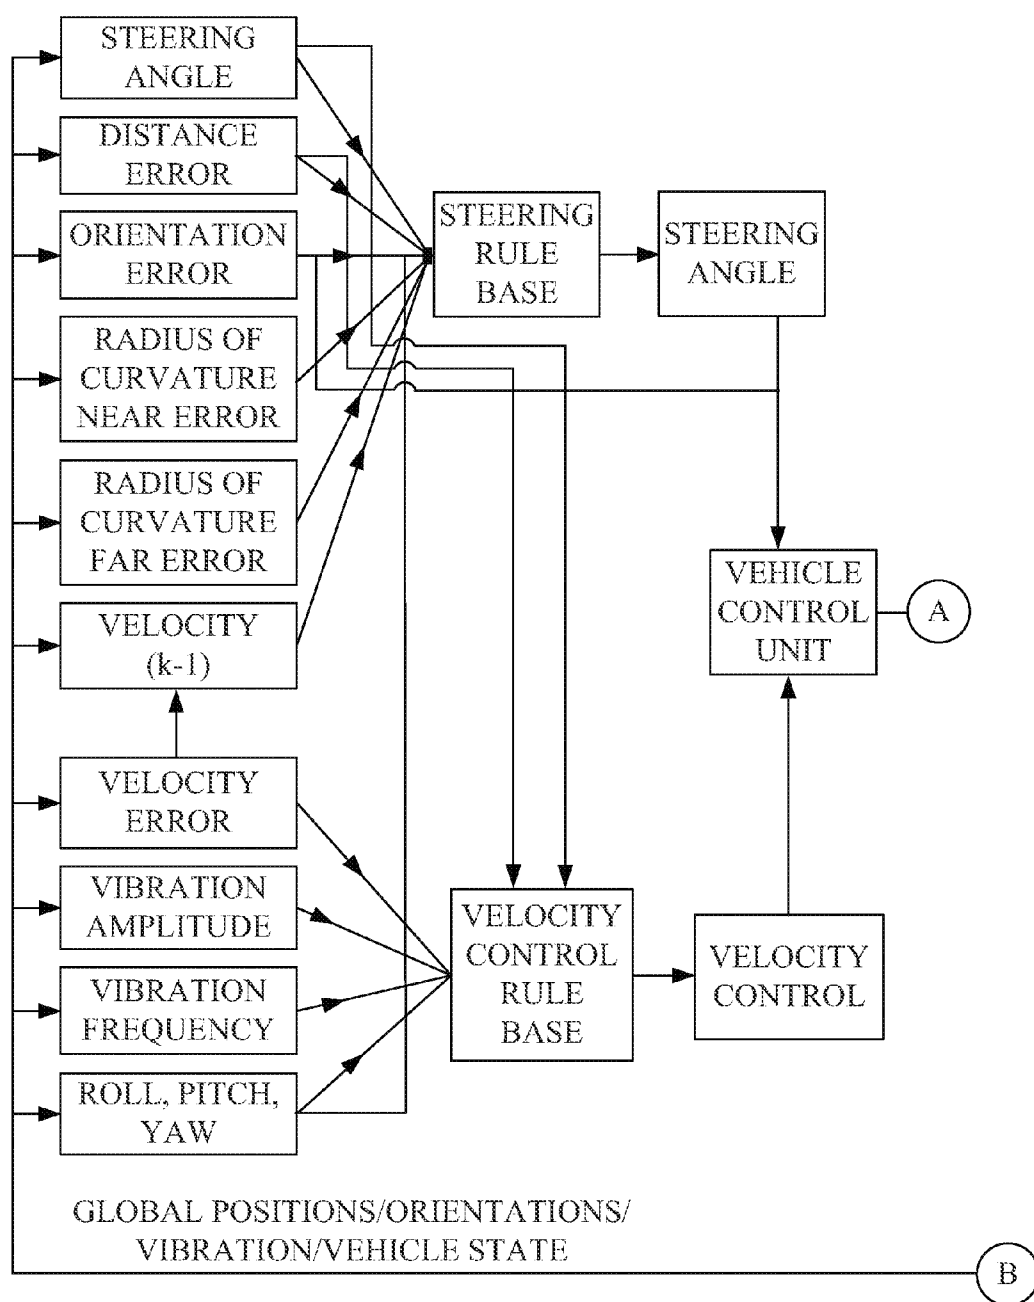 STEERING
ANGLE
DISTANCE
ERROR
ORIENTATION
ERROR
RADIUS OF
CURVATURE
NEAR ERROR
RADIUS OF
CURVATURE
FAR ERROR
VELOCITY
(k-1)
VELOCITY
ERROR
VIBRATION
AMPLITUDE
VIBRATION
FREQUENCY
ROLL, PITCH,
YAW
STEERING
RULE
BASE
STEERING
ANGLE
VEHICLE
CONTROL
UNIT
A
VELOCITY
CONTROL
RULE
BASE
VELOCITY
CONTROL
GLOBAL POSITIONS/ORIENTATIONS/
VIBRATION/VEHICLE STATE
B